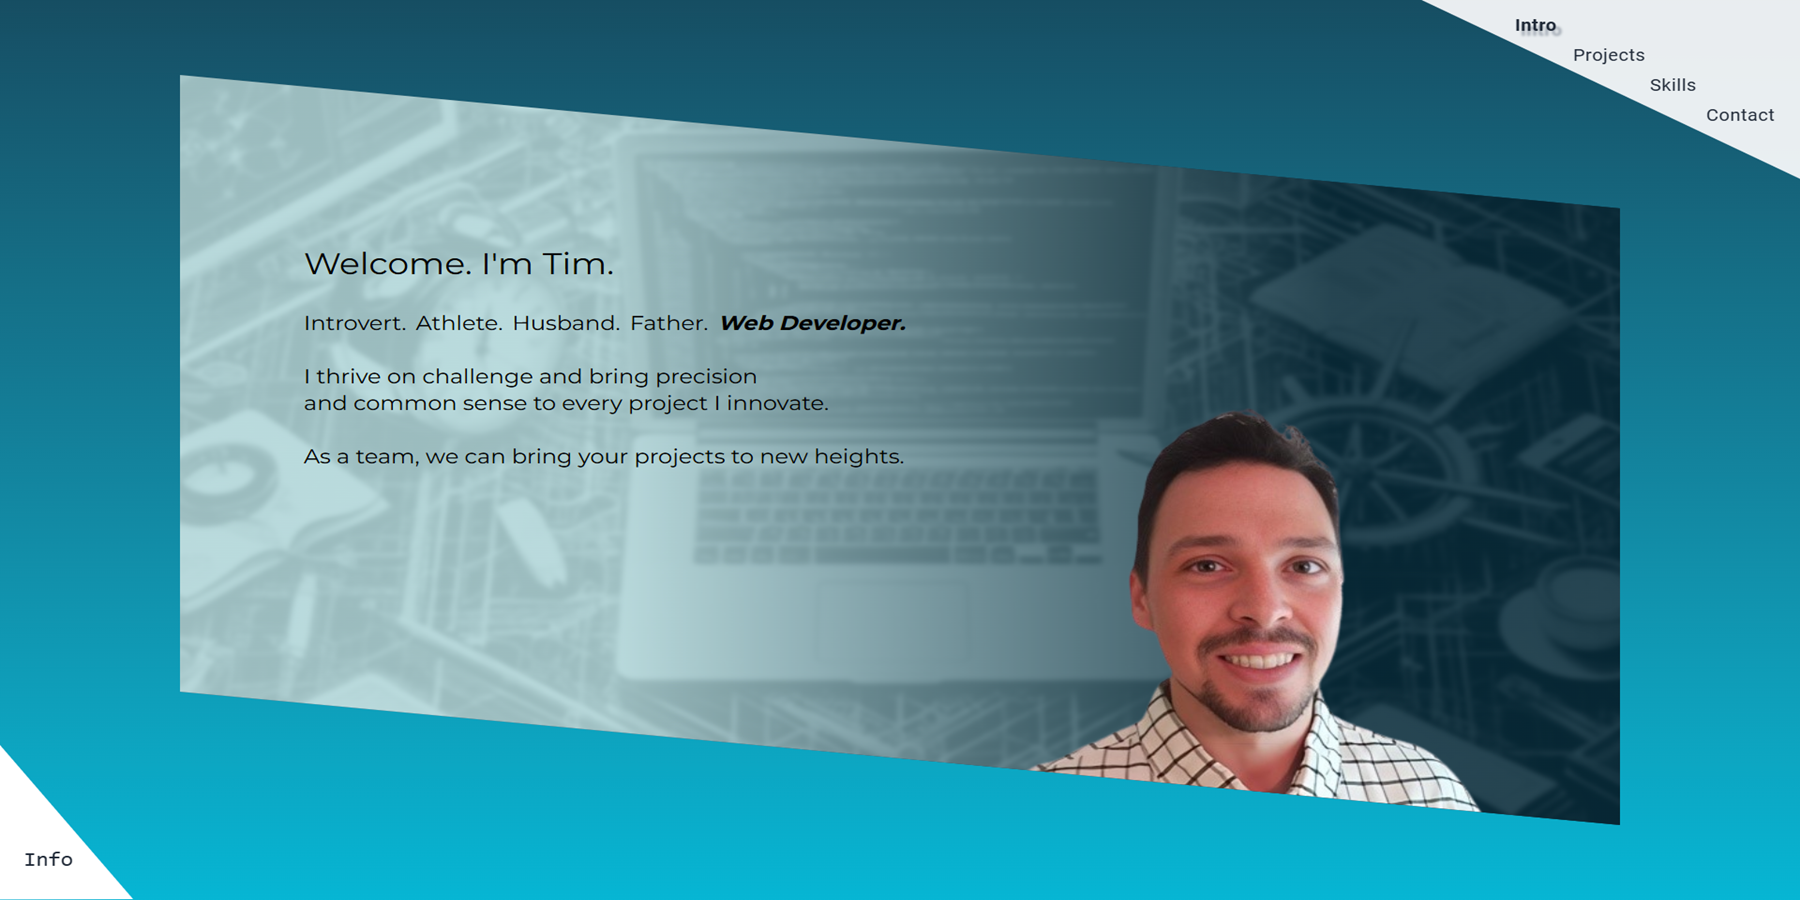 Intro
Projects
Skills
Contact
Welcome. I'm Tim.
Introvert. Athlete. Husband. Father. Web Developer.
I thrive on challenge and bring precision
and common sense to every project I innovate.
As a team, we can bring your projects to new heights.
Info